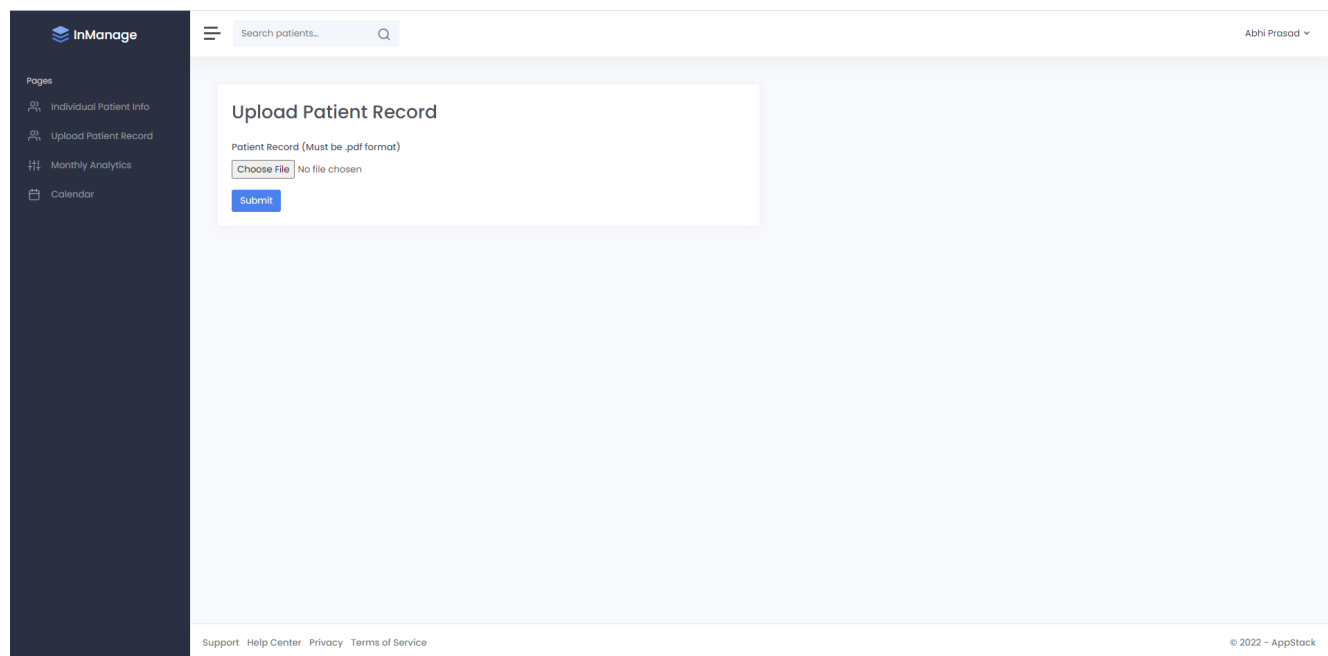 InManage
Search patients...
Abhi Prasad
Pages
Individual Patient Info
Upload Patient Record
Monthly Analytics
Calendar
Upload Patient Record
Patient Record (Must be .pdf format)
Choose File No file chosen
Submit
Support Help Center Privacy Terms of Service
© 2022 - AppStack